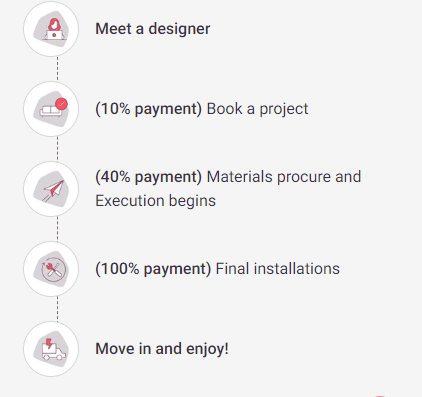 Meet a designer
(10% payment) Book a project
(40% payment) Materials procure and
Execution begins
(100% payment) Final installations
Move in and enjoy!